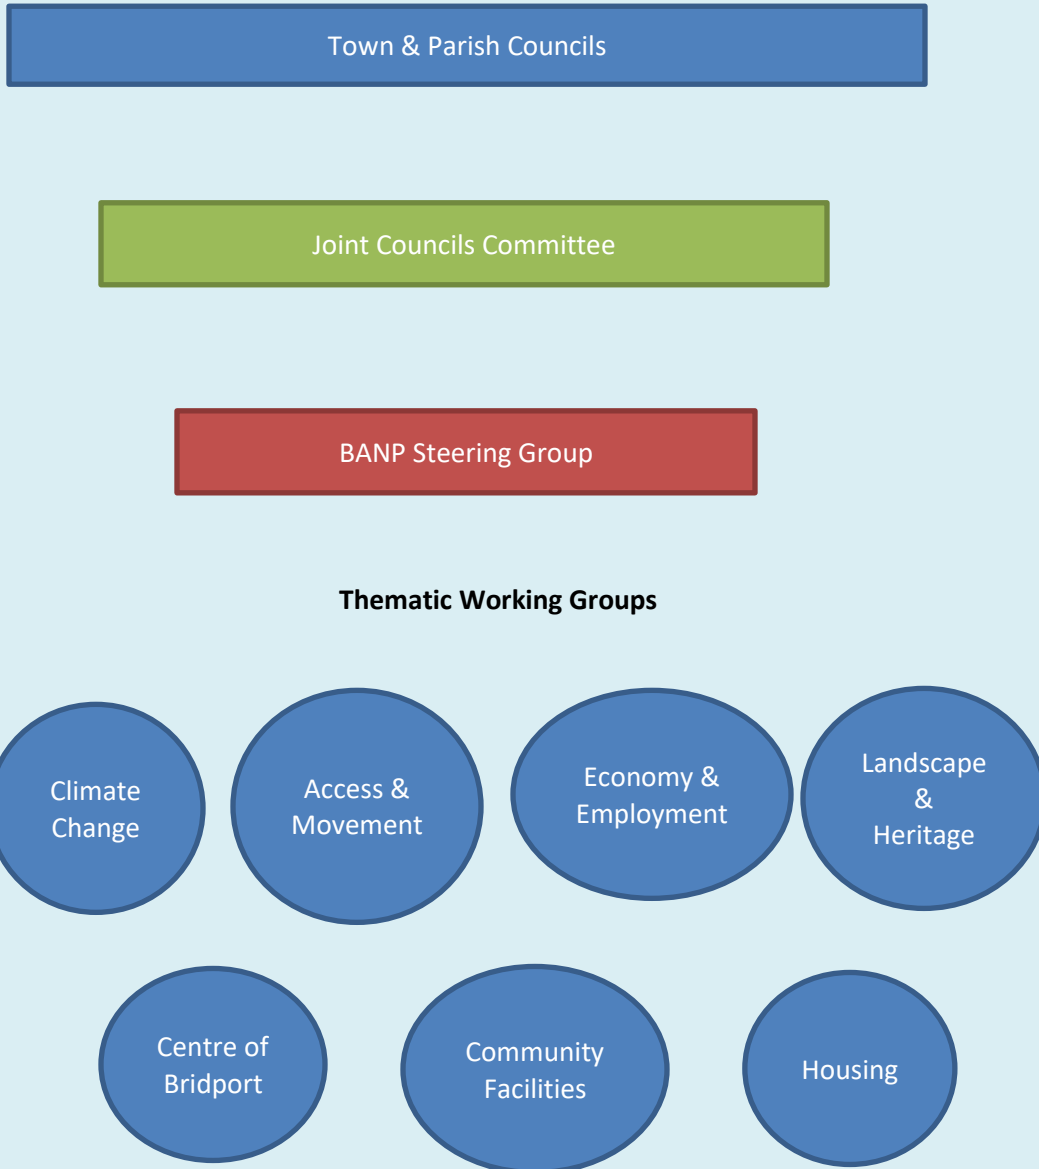 Town & Parish Councils
Joint Councils Committee
BANP Steering Group
Thematic Working Groups
Climate
Change
Access &
Movement
Economy &
Employment
Landscape
&
Heritage
Centre of
Bridport
Community
Facilities
Housing